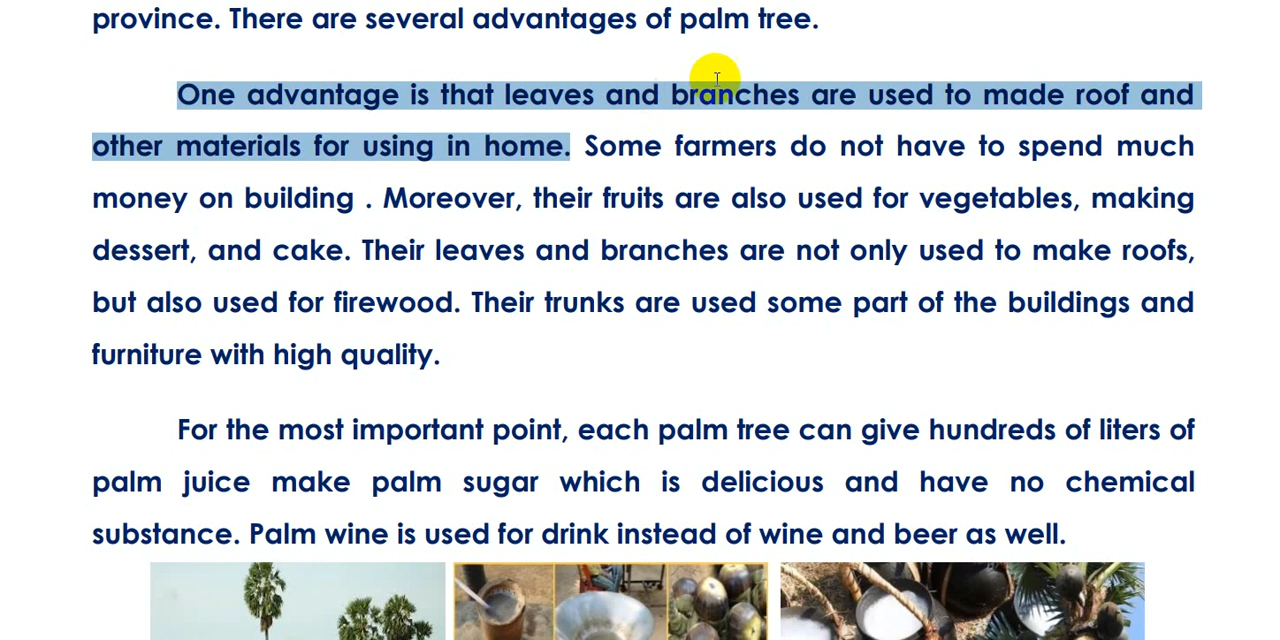 province. There are several advantages of palm tree.
One advantage is that leaves and branches are used to made roof and
other materials for using in home. Some farmers do not have to spend much
money on building . Moreover, their fruits are also used for vegetables, making
dessert, and cake. Their leaves and branches are not only used to make roofs,
but also used for firewood. Their trunks are used some part of the buildings and
furniture with high quality.
For the most important point, each palm tree can give hundreds of liters of
palm juice make palm sugar which is delicious and have no chemical
substance. Palm wine is used for drink instead of wine and beer as well.